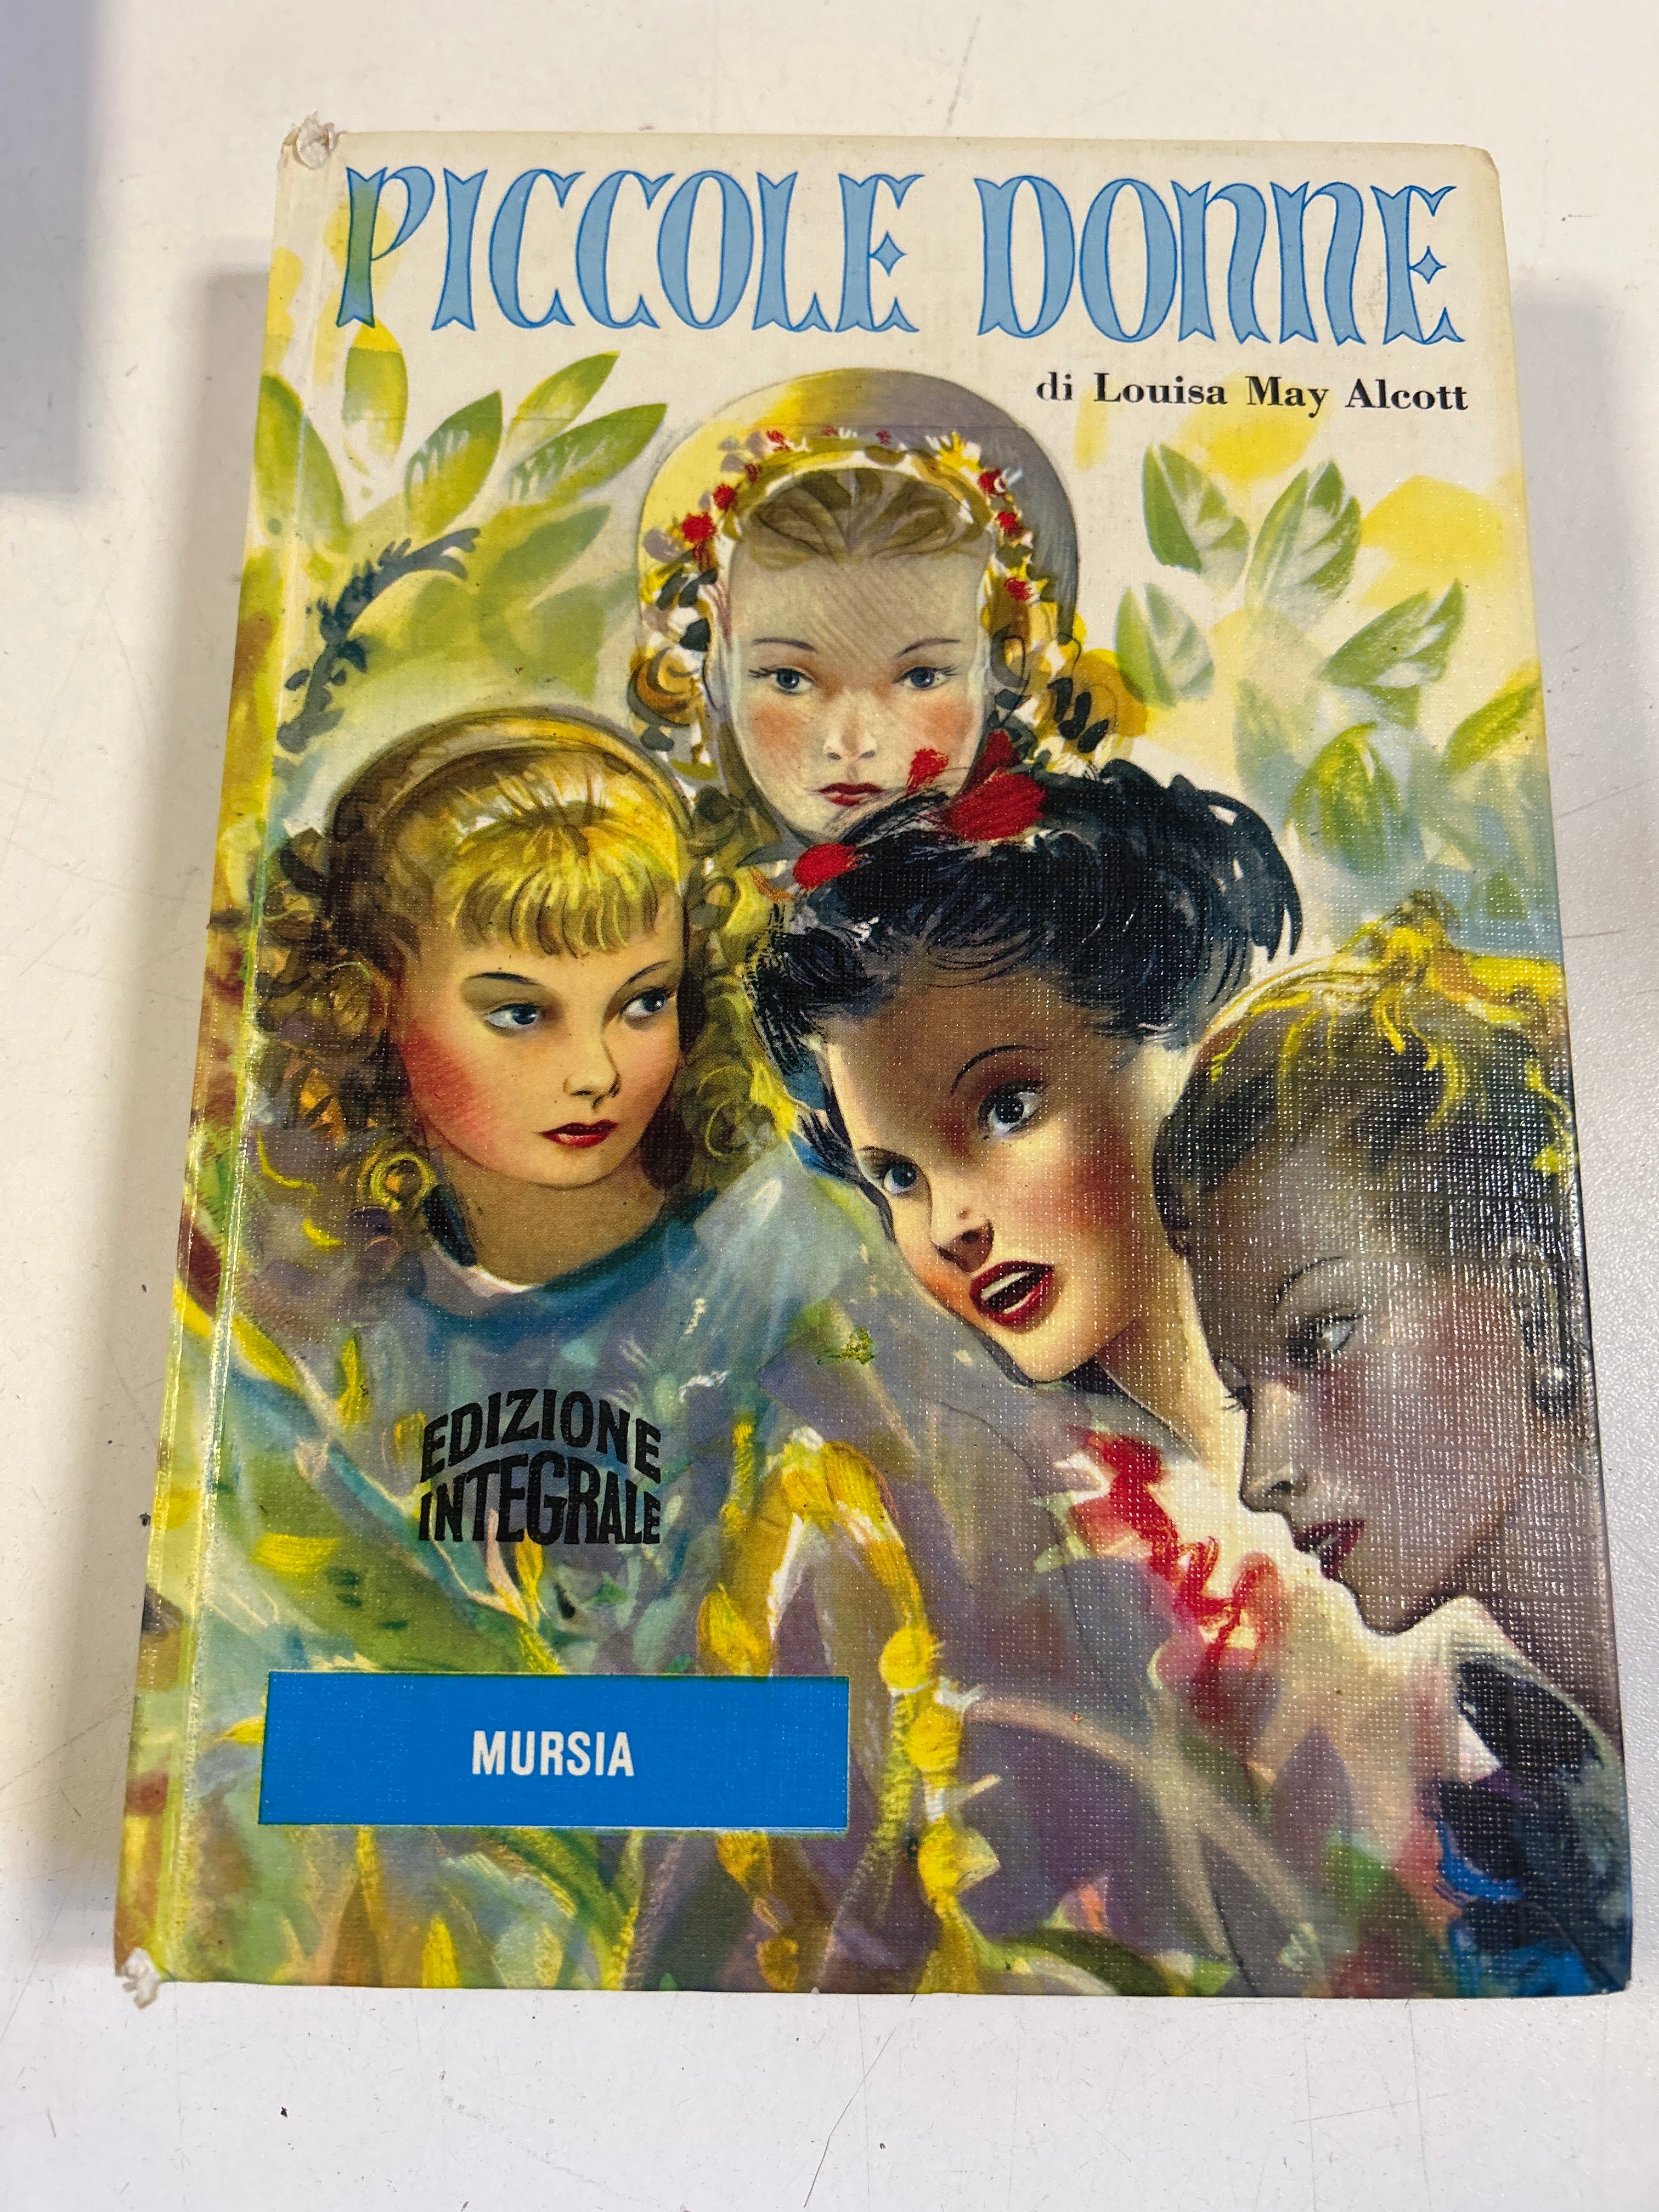 PICCOLE DONNE
di Louisa May Alcott
EDIZIONE
INTEGRALE
MURSIA